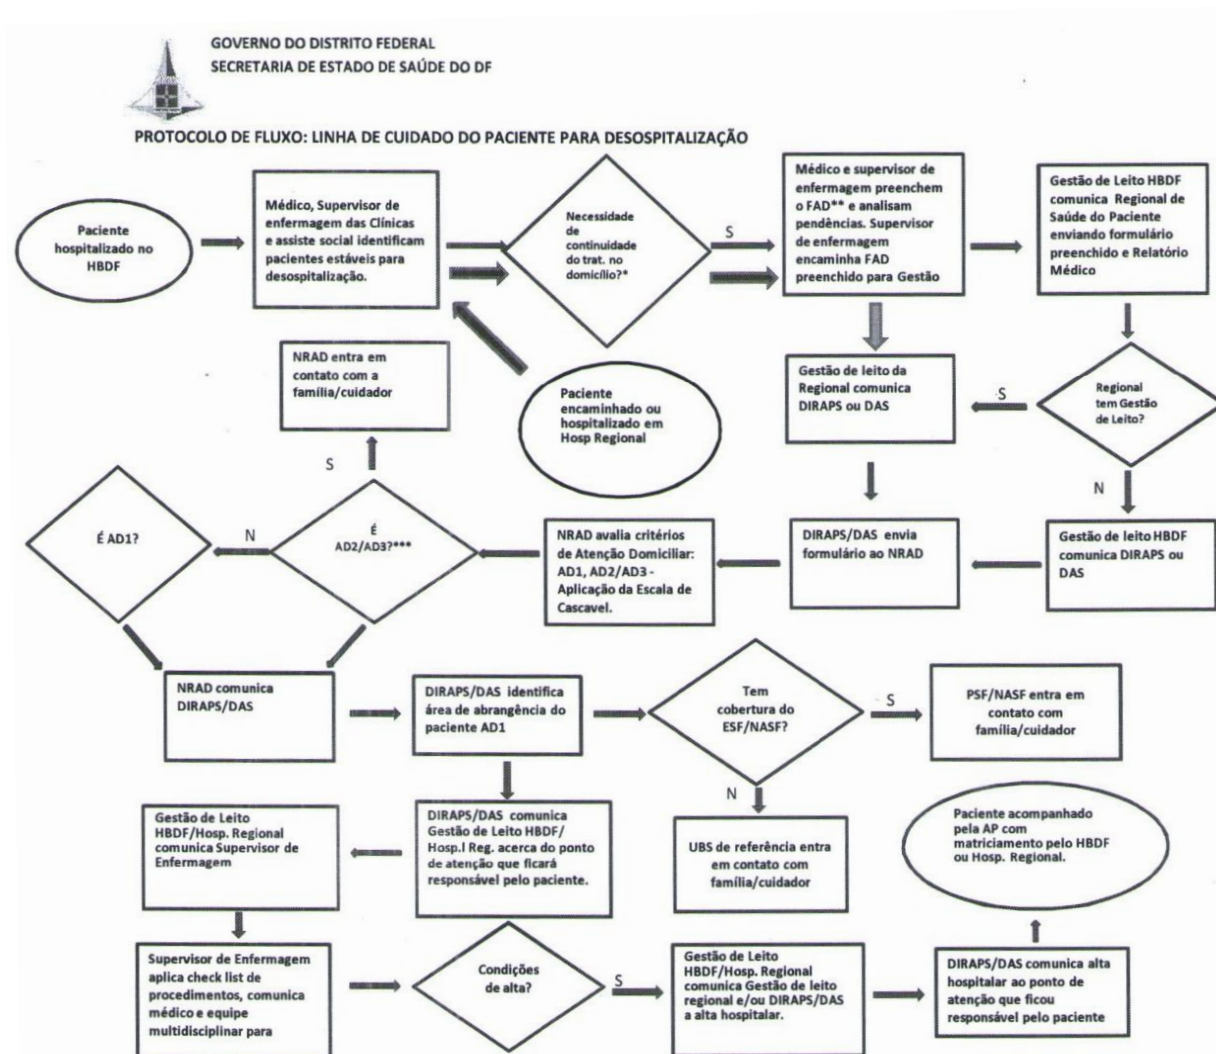 GOVERNO DO DISTRITO FEDERAL
SECRETARIA DE ESTADO DE SAÚDE DO DF
PROTOCOLO DE FLUXO: LINHA DE CUIDADO DO PACIENTE PARA DESOSPITALIZAÇÃO
Paciente
hospitalizado no
HBDF
Médico, Supervisor de
enfermagem das Clínicas
e assiste social identificam
pacientes estáveis para
desospitalização.
Necessidade
de
continuidade
do trat. no
domicílio?*
S
Médico e supervisor de
enfermagem preenchem
o FAD** e analisam
pendências. Supervisor
de enfermagem
encaminha FAD
preenchido para Gestão
Gestão de Leito HBDF
comunica Regional de
Saúde do Paciente
enviando formulário
preenchido e Relatório
Médico
NRAD entra em
contato com a
família/cuidador
Paciente
encaminhado ou
hospitalizado em
Hosp Regional
Gestão de leito da
Regional comunica
DIRAPS ou DAS
S
Regional
tem Gestão
de Leito?
S
N
É AD1?
N
É
AD2/AD3?***
NRAD avalia critérios
de Atenção Domiciliar:
AD1, AD2/AD3 -
Aplicação da Escala de
Cascavel.
DIRAPS/DAS envia
formulário ao NRAD
Gestão de leito HBDF
comunica DIRAPS ou
DAS
NRAD comunica
DIRAPS/DAS
DIRAPS/DAS identifica
área de abrangência do
paciente AD1
Tem
cobertura do
ESF/NASF?
S
PSF/NASF entra em
contato com
família/cuidador
N
Gestão de Leito
HBDF/Hosp. Regional
comunica Supervisor de
Enfermagem
DIRAPS/DAS comunica
Gestão de Leito HBDF/
Hosp.l Reg. acerca do ponto
de atenção que ficará
responsável pelo paciente.
UBS de referência entra
em contato com
família/cuidador
Paciente acompanhado
pela AP com
matriciamento pelo HBDF
ou Hosp. Regional.
Supervisor de Enfermagem
aplica check list de
procedimentos, comunica
médico e equipe
multidisciplinar para
Condições
de alta?
S
Gestão de Leito
HBDF/Hosp. Regional
comunica Gestão de leito
regional e/ou DIRAPS/DAS
a alta hospitalar.
DIRAPS/DAS comunica alta
hospitalar ao ponto de
atenção que ficou
responsável pelo paciente